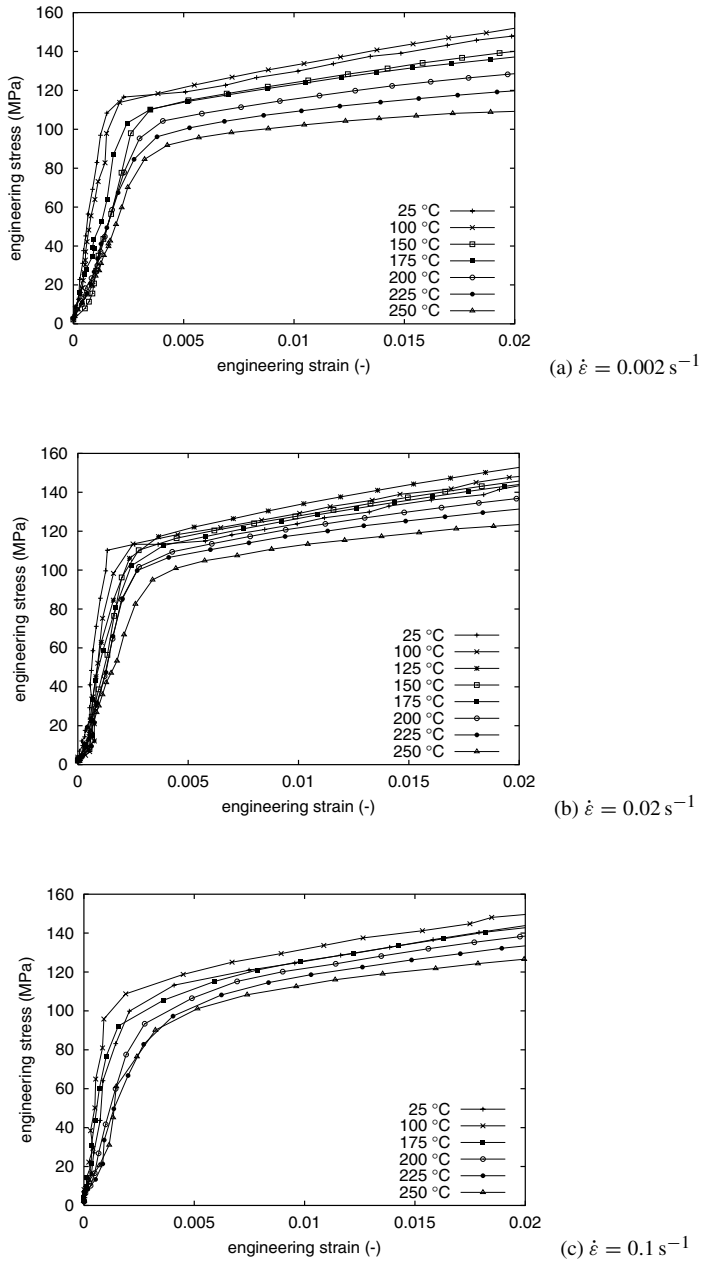 160
140
120
100
80
60
40
20
0
engineering stress (MPa)
25 °C
100 °C
150 °C
175 °C
200 °C
225 °C
250 °C
0 0.005 0.01 0.015 0.02
engineering strain (-)
(a) ε̇ = 0.002 s⁻¹
160
140
120
100
80
60
40
20
0
engineering stress (MPa)
25 °C
100 °C
125 °C
150 °C
175 °C
200 °C
225 °C
250 °C
0 0.005 0.01 0.015 0.02
engineering strain (-)
(b) ε̇ = 0.02 s⁻¹
160
140
120
100
80
60
40
20
0
engineering stress (MPa)
25 °C
100 °C
175 °C
200 °C
225 °C
250 °C
0 0.005 0.01 0.015 0.02
engineering strain (-)
(c) ε̇ = 0.1 s⁻¹